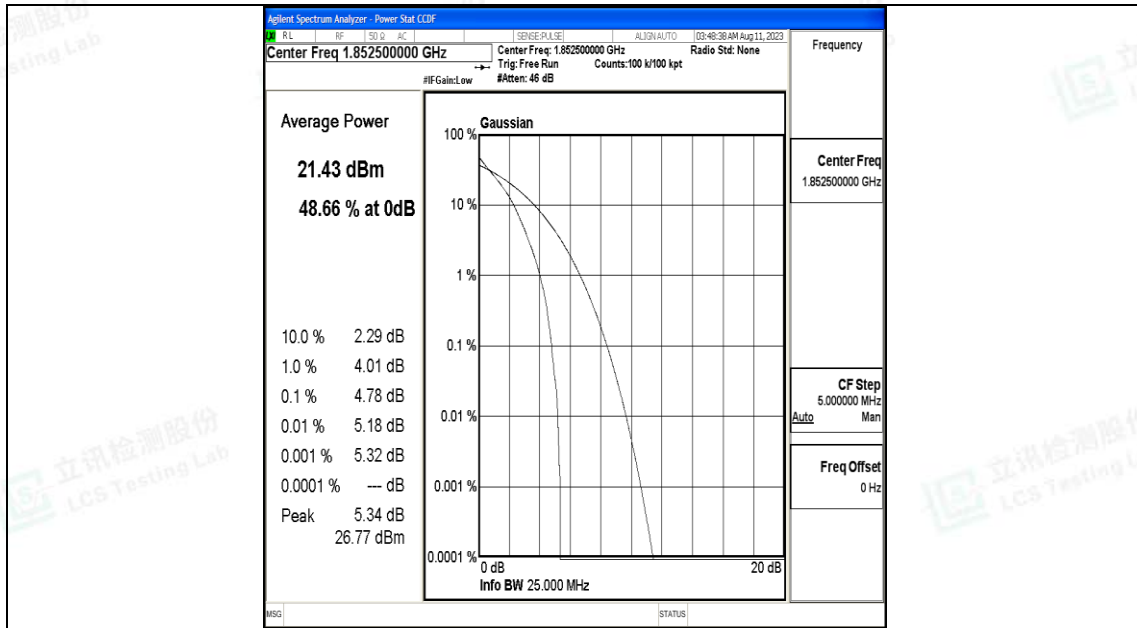 Agilent Spectrum Analyzer - Power Stat CCDF
RL RF 50 Ω AC SENSE:PULSE ALIGNAUTO 03:48:38 AM Aug 11, 2023
Center Freq 1.852500000 GHz
Center Freq: 1.852500000 GHz
Radio Std: None
Trig: Free Run Counts:100 k/100 kpt
#IFGain:Low
#Atten: 46 dB
Average Power
21.43 dBm
48.66 % at 0dB
10.0 % 2.29 dB
1.0 % 4.01 dB
0.1 % 4.78 dB
0.01 % 5.18 dB
0.001 % 5.32 dB
0.0001 % --- dB
Peak 5.34 dB
26.77 dBm
Gaussian
100 %
10 %
1 %
0.1 %
0.01 %
0.001 %
0.0001 %
0 dB
20 dB
Info BW 25.000 MHz
Frequency
Center Freq
1.852500000 GHz
CF Step
5.000000 MHz
Auto Man
Freq Offset
0 Hz
MSG
STATUS
立讯检测股份
LCS Testing Lab